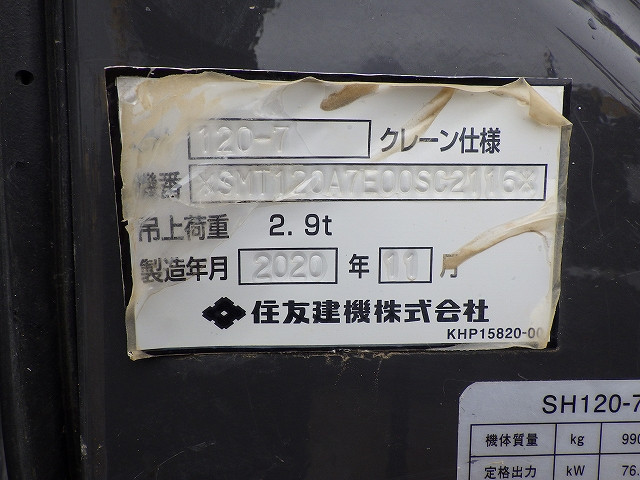 120-7 クレーン仕様
機番 *SMT120A7E00SC2116*
吊上荷重 2.9t
製造年月 2020 年 11 月
住友建機株式会社
KHP15820-00
SH120-7
機体質量 kg 990
定格出力 kW 76.